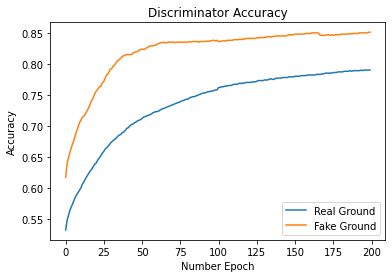 Discriminator Accuracy
Accuracy
0.85
0.80
0.75
0.70
0.65
0.60
0.55
Real Ground
Fake Ground
0 25 50 75 100 125 150 175 200
Number Epoch